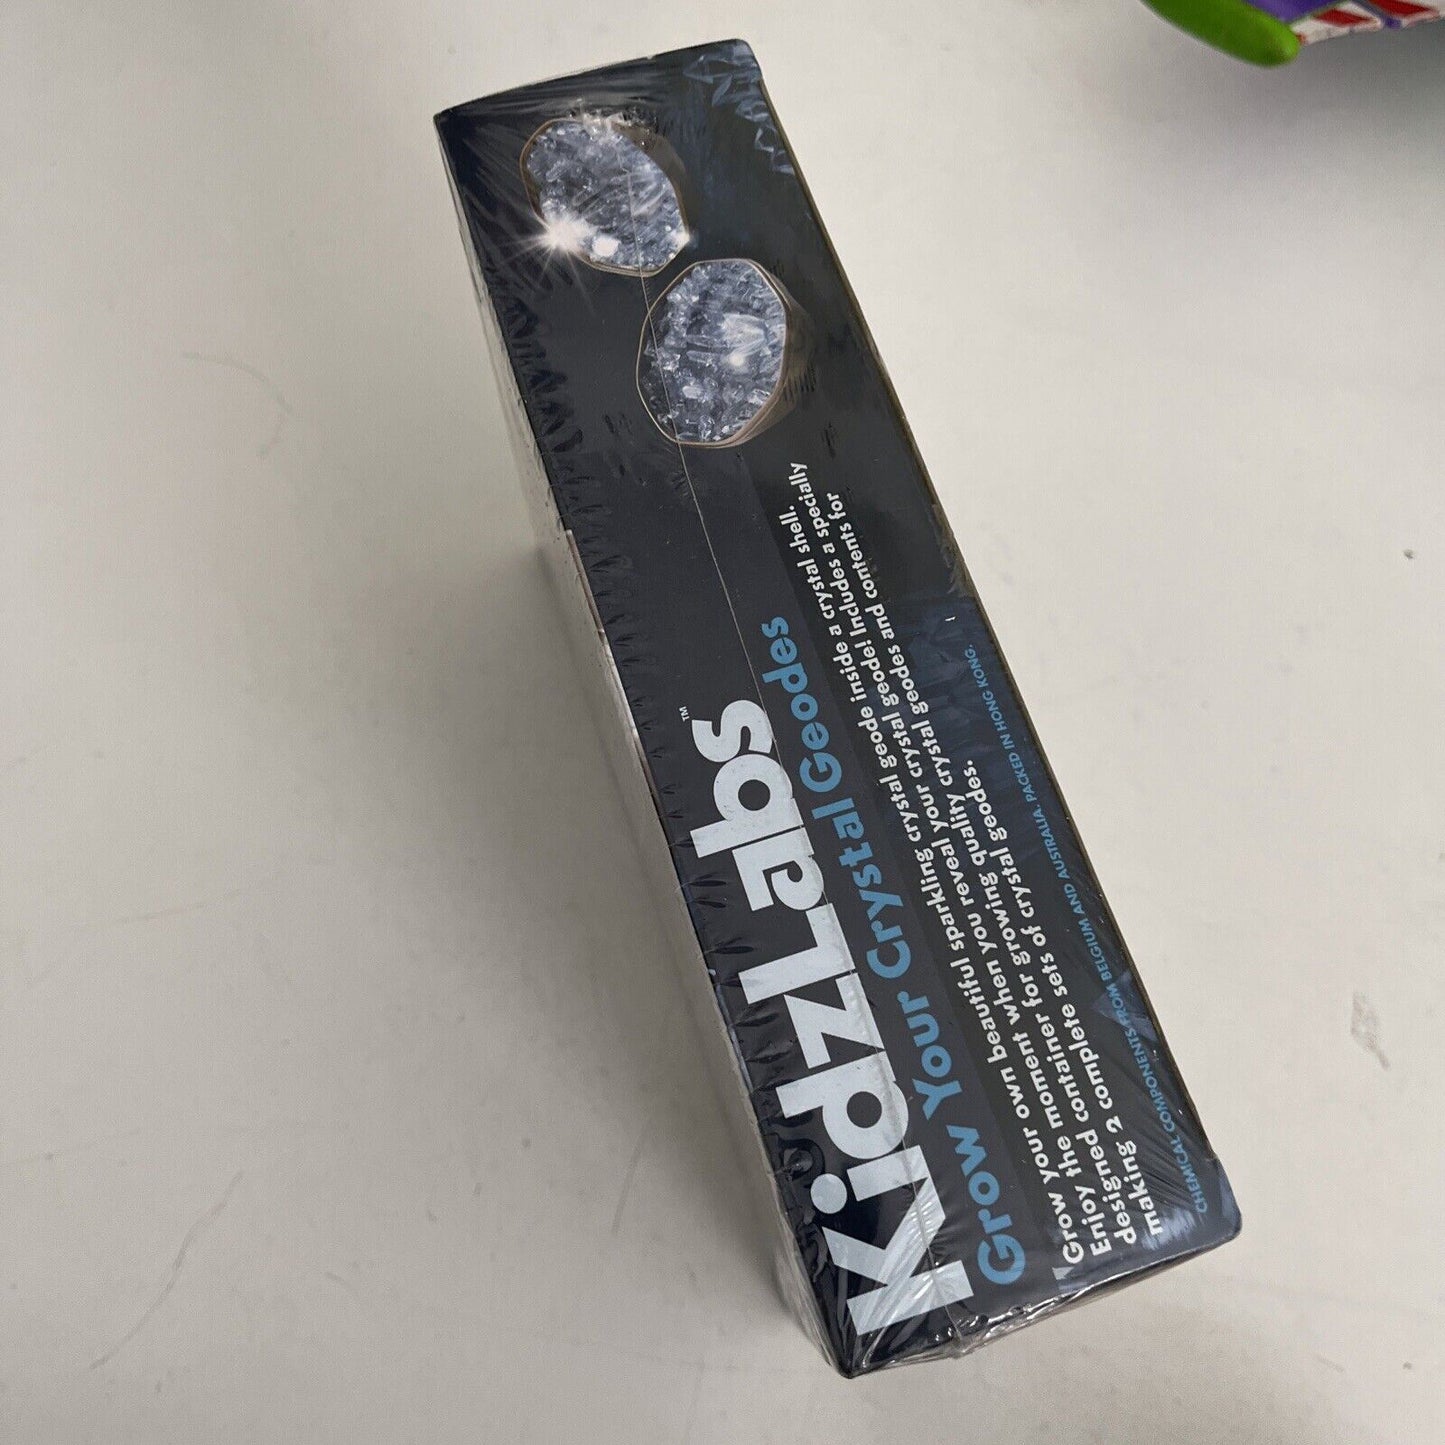 KidzLabs™
Grow Your Crystal Geodes
Grow your own beautiful sparkling crystal geode inside a crystal shell.
Enjoy the moment when you reveal your crystal geode! Includes a specially
designed container for growing quality crystal geodes and contents for
making 2 complete sets of crystal geodes.
CHEMICAL COMPONENTS FROM BELGIUM AND AUSTRALIA. PACKED IN HONG KONG.